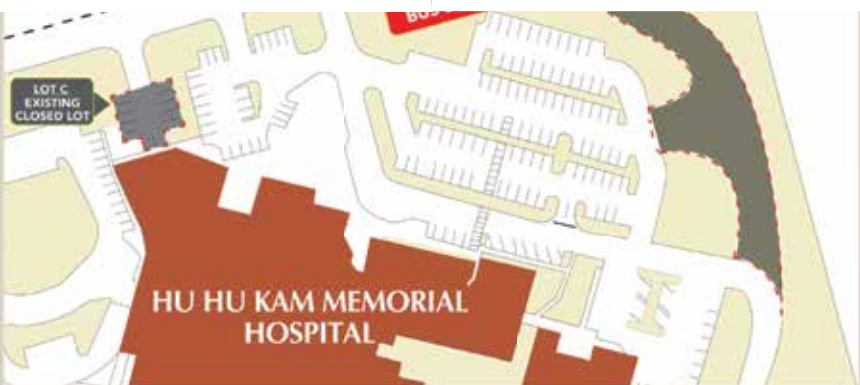 LOT C
EXISTING
CLOSED LOT
HU HU KAM MEMORIAL
HOSPITAL